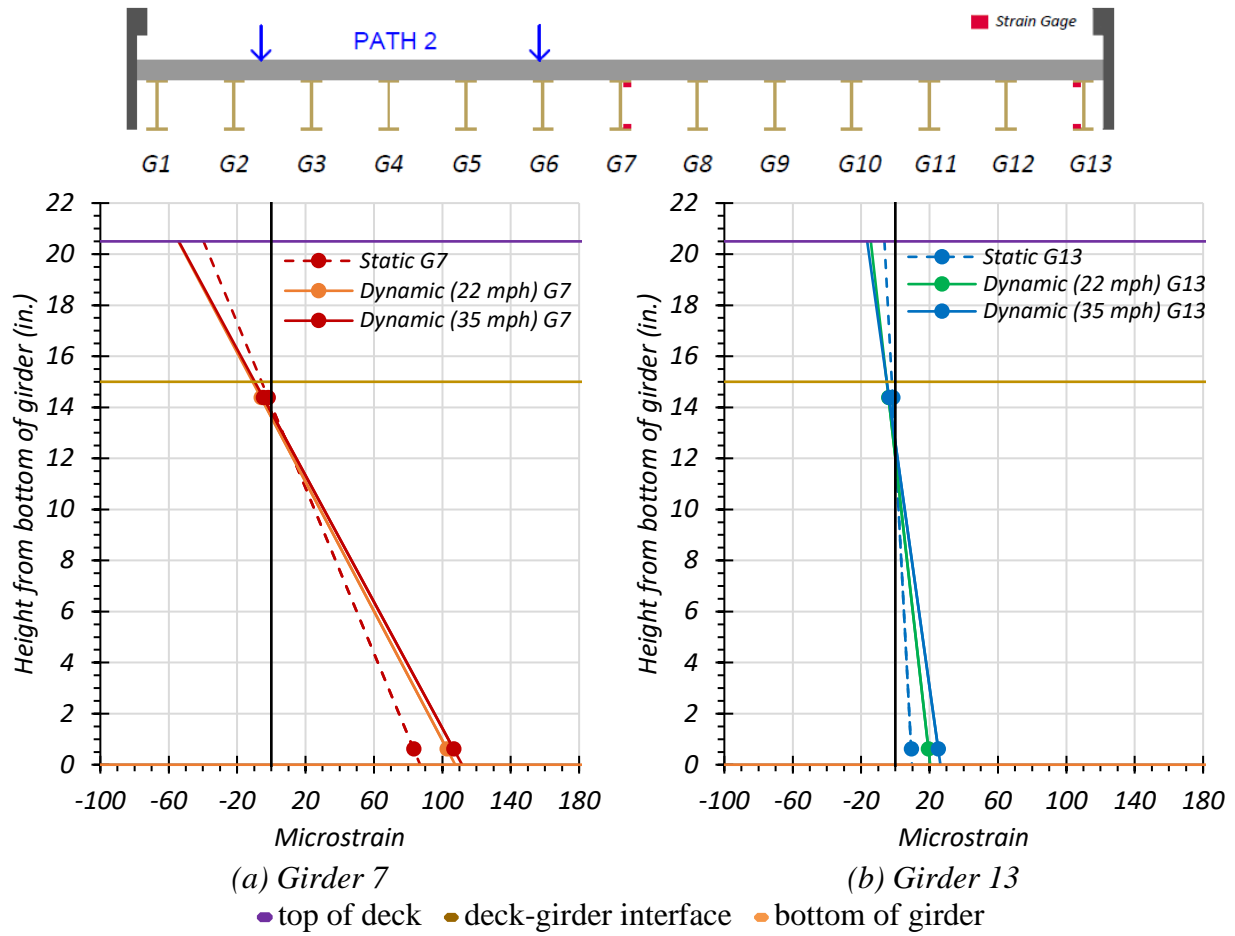 Strain Gage
PATH 2
G1 G2 G3 G4 G5 G6 G7 G8 G9 G10 G11 G12 G13
Height from bottom of girder (in.)
22
20
18
16
14
12
10
8
6
4
2
0
-100 -60 -20 20 60 100 140 180
Microstrain
Static G7
Dynamic (22 mph) G7
Dynamic (35 mph) G7
(a) Girder 7
Height from bottom of girder (in.)
22
20
18
16
14
12
10
8
6
4
2
0
-100 -60 -20 20 60 100 140 180
Microstrain
Static G13
Dynamic (22 mph) G13
Dynamic (35 mph) G13
(b) Girder 13
top of deck deck-girder interface bottom of girder